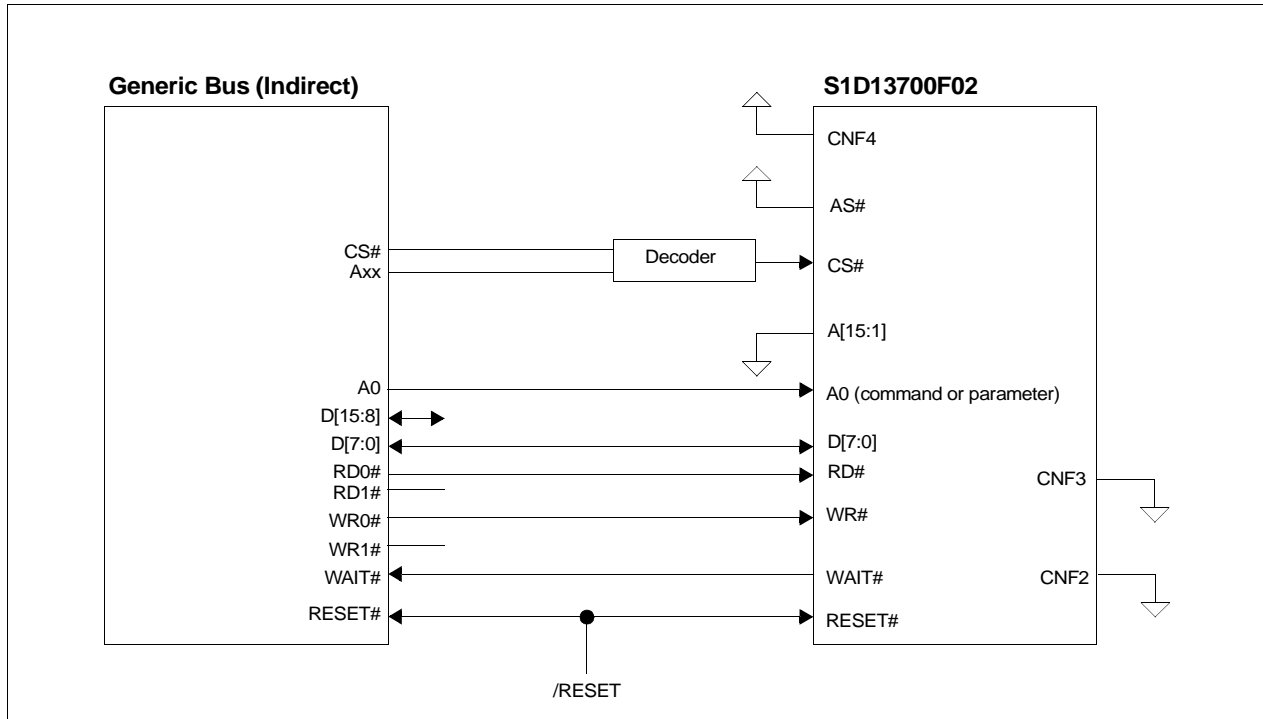 Generic Bus (Indirect)
S1D13700F02
CNF4
AS#
CS#
Axx
Decoder
CS#
A[15:1]
A0
A0 (command or parameter)
D[15:8]
D[7:0]
D[7:0]
RD0#
RD#
RD1#
CNF3
WR0#
WR#
WR1#
WAIT#
WAIT#
CNF2
RESET#
RESET#
/RESET